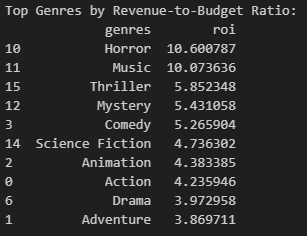 Top Genres by Revenue-to-Budget Ratio:
genres roi
10 Horror 10.600787
11 Music 10.073636
15 Thriller 5.852348
12 Mystery 5.431058
3 Comedy 5.265904
14 Science Fiction 4.736302
2 Animation 4.383385
0 Action 4.235946
6 Drama 3.972958
1 Adventure 3.869711